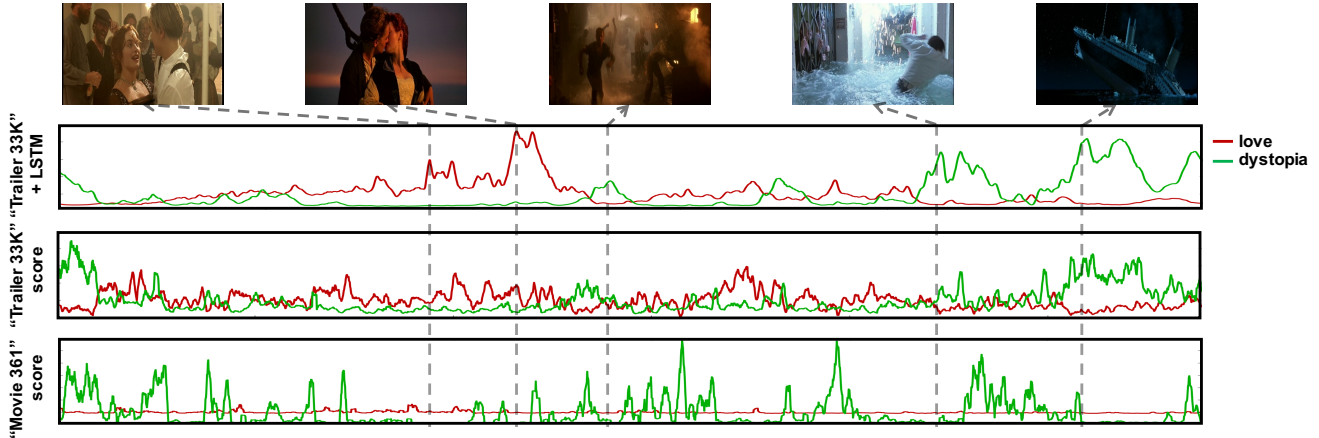 “Trailer 33K”
+ LSTM
love
dystopia
“Trailer 33K”
score
“Movie 361”
score